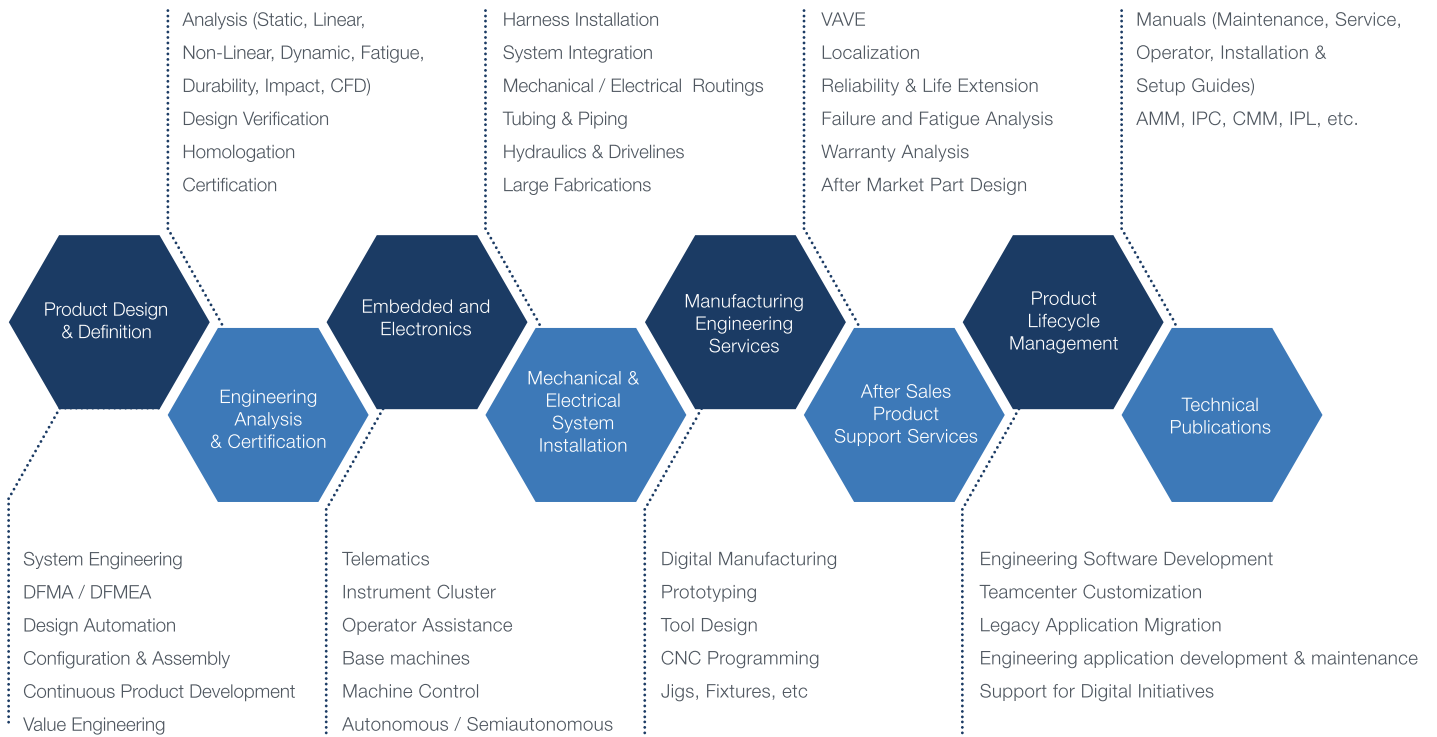 Analysis (Static, Linear,
Non-Linear, Dynamic, Fatigue,
Durability, Impact, CFD)
Design Verification
Homologation
Certification
Harness Installation
System Integration
Mechanical / Electrical Routings
Tubing & Piping
Hydraulics & Drivelines
Large Fabrications
VAVE
Localization
Reliability & Life Extension
Failure and Fatigue Analysis
Warranty Analysis
After Market Part Design
Manuals (Maintenance, Service,
Operator, Installation &
Setup Guides)
AMM, IPC, CMM, IPL, etc.
Product Design
& Definition
Engineering
Analysis
& Certification
Embedded and
Electronics
Mechanical &
Electrical
System
Installation
Manufacturing
Engineering
Services
After Sales
Product
Support Services
Product
Lifecycle
Management
Technical
Publications
System Engineering
DFMA / DFMEA
Design Automation
Configuration & Assembly
Continuous Product Development
Value Engineering
Telematics
Instrument Cluster
Operator Assistance
Base machines
Machine Control
Autonomous / Semiautonomous
Digital Manufacturing
Prototyping
Tool Design
CNC Programming
Jigs, Fixtures, etc
Engineering Software Development
Teamcenter Customization
Legacy Application Migration
Engineering application development & maintenance
Support for Digital Initiatives